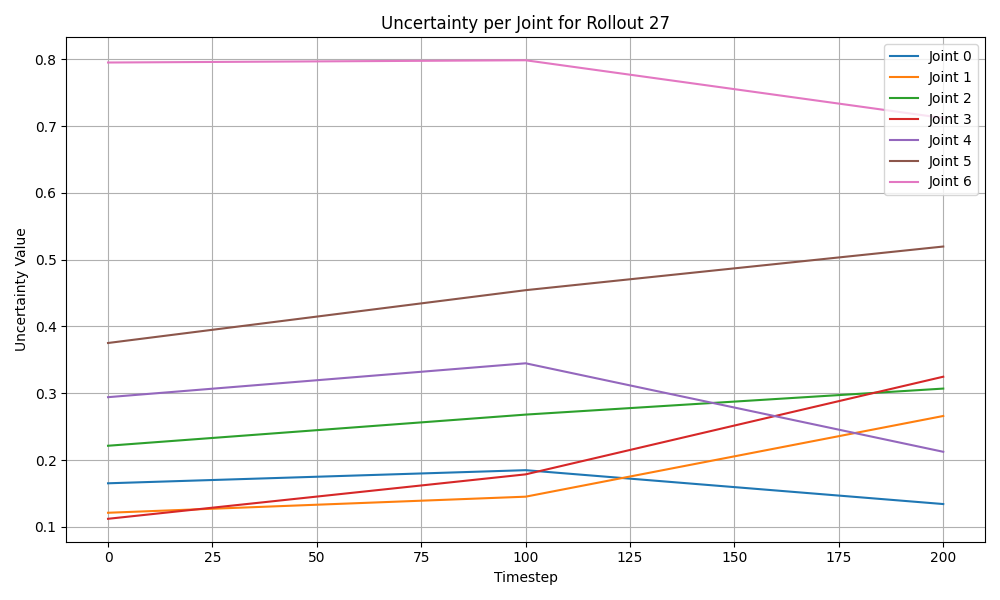 Uncertainty per Joint for Rollout 27
Uncertainty Value
0.8
0.7
0.6
0.5
0.4
0.3
0.2
0.1
Joint 0
Joint 1
Joint 2
Joint 3
Joint 4
Joint 5
Joint 6
0 25 50 75 100 125 150 175 200
Timestep